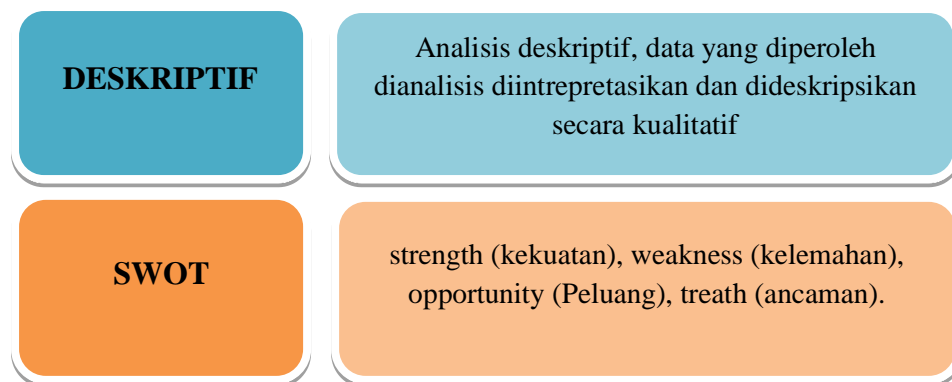 DESKRIPTIF
Analisis deskriptif, data yang diperoleh
dianalisis diintrepretasikan dan dideskripsikan
secara kualitatif
SWOT
strength (kekuatan), weakness (kelemahan),
opportunity (Peluang), treath (ancaman).